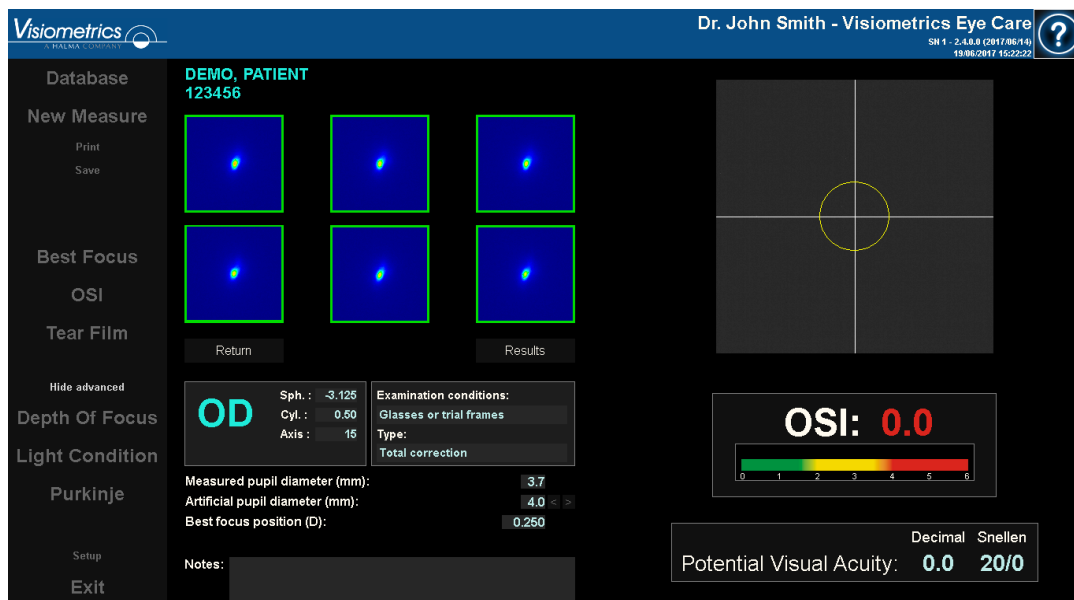 Visiometrics
A HALMA COMPANY
Dr. John Smith - Visiometrics Eye Care
SN 1 - 2.4.0.0 (2017/06/14)
19/06/2017 15:22:22
?
Database
New Measure
Print
Save
Best Focus
OSI
Tear Film
Hide advanced
Depth Of Focus
Light Condition
Purkinje
Setup
Exit
DEMO, PATIENT
123456
Return Results
OD
Sph. : -3.125
Cyl. : 0.50
Axis : 15
Examination conditions:
Glasses or trial frames
Type:
Total correction
Measured pupil diameter (mm): 3.7
Artificial pupil diameter (mm): 4.0 < >
Best focus position (D): 0.250
Notes:
OSI: 0.0
0 1 2 3 4 5 6
Decimal Snellen
Potential Visual Acuity: 0.0 20/0